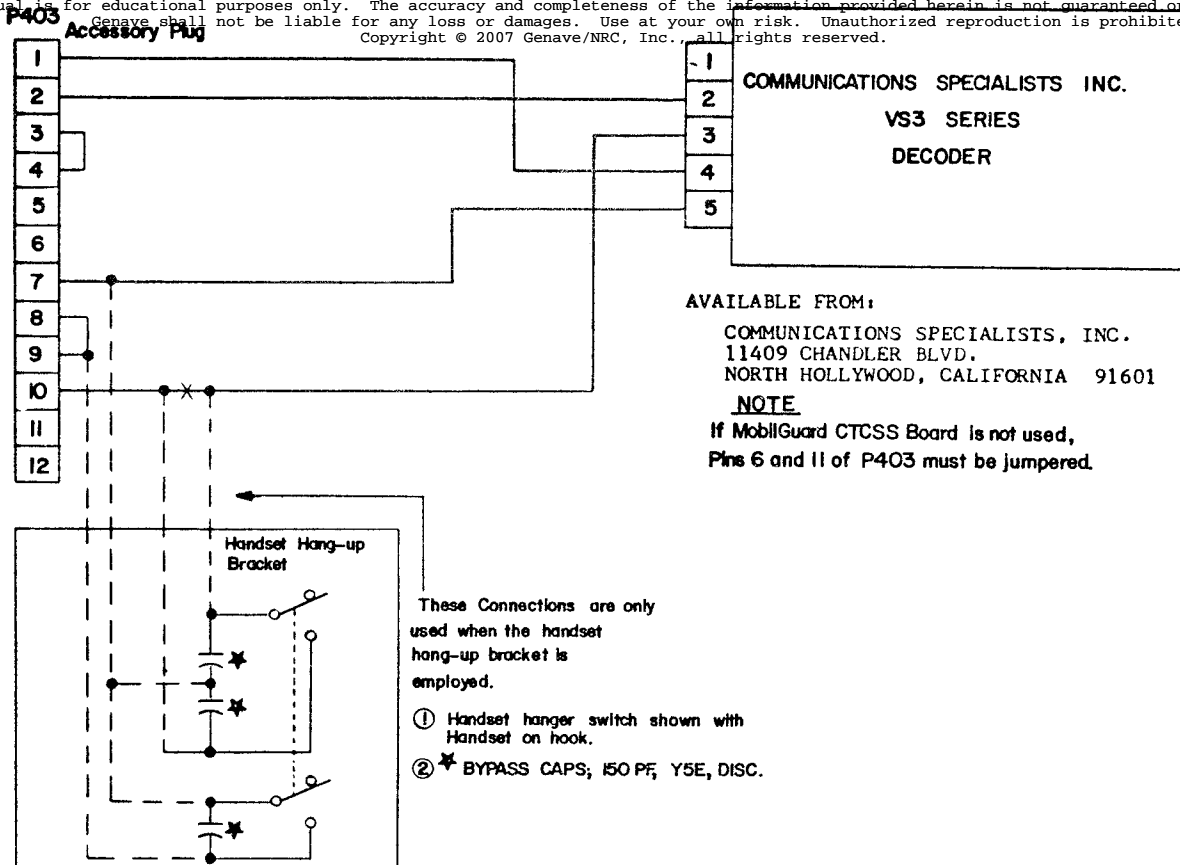 ual is for educational purposes only. The accuracy and completeness of the information provided herein is not guaranteed or
Genave shall not be liable for any loss or damages. Use at your own risk. Unauthorized reproduction is prohibite
Copyright © 2007 Genave/NRC, Inc., all rights reserved.
P403
Accessory Plug
1
2
3
4
5
6
7
8
9
10
11
12
1
2
3
4
5
COMMUNICATIONS SPECIALISTS INC.
VS3 SERIES
DECODER
AVAILABLE FROM:
COMMUNICATIONS SPECIALISTS, INC.
11409 CHANDLER BLVD.
NORTH HOLLYWOOD, CALIFORNIA 91601
NOTE
If MobilGuard CTCSS Board is not used,
Pins 6 and 11 of P403 must be jumpered.
Handset Hang-up
Bracket
These Connections are only
used when the handset
hang-up bracket is
employed.
① Handset hanger switch shown with
Handset on hook.
② ★ BYPASS CAPS; 150 PF, Y5E, DISC.